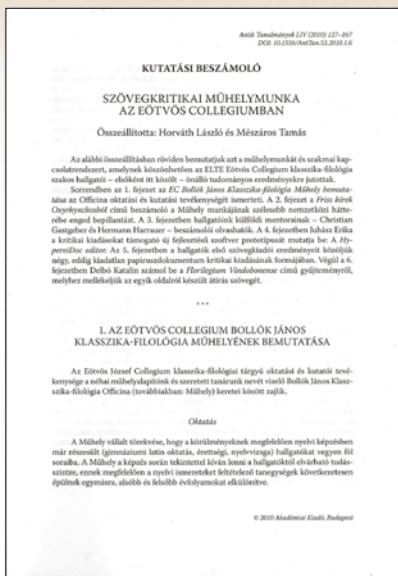 Antik Tanulmányok LIV (2010) 127–167
DOI: 10.1556/AntTan.53.2010.1.6
KUTATÁSI BESZÁMOLÓ
SZÖVEGKRITIKAI MŰHELYMUNKA
AZ EÖTVÖS COLLEGIUMBAN
Összeállította: Horváth László és Mészáros Tamás
Az alábbi összeállításban röviden bemutatjuk azt a műhelymunkát és szakmai kap-
csolatrendszert, amelynek köszönhetően az ELTE Eötvös Collegium klasszika-filológia
szakos hallgatói – elsőként itt közölt – önálló tudományos eredményekre jutottak.
Sorrendben az 1. fejezet az EC Bollók János Klasszika-filológia Műhely bemuta-
tása az Officina oktatási és kutatási tevékenységét ismerteti. A 2. fejezet a Friss hírek
Oxyrhynchosból című beszámoló a Műhely munkájának szélesebb nemzetközi hátte-
rébe enged bepillantást. A 3. fejezetben hallgatóink külföldi mentorainak – Christian
Gastgeber és Hermann Harrauer – beszámolói olvashatók. A 4. fejezetben Juhász Erika
a kritikai kiadásokat támogató új fejlesztésű szoftver prototípusát mutatja be: A Hy-
pereiDoc editor. Az 5. fejezetben a hallgatók első szövegkiadói eredményeit közöljük
négy, eddig kiadatlan papiruszdokumentum kritikai kiadásának formájában. Végül a 6.
fejezetben Delbó Katalin számol be a Florilegium Vindobonense című gyűjteményről,
melyhez mellékeljük az egyik oldalról készült átírás szövegét.
***
1. AZ EÖTVÖS COLLEGIUM BOLLÓK JÁNOS
KLASSZIKA-FILOLÓGIA MŰHELYÉNEK BEMUTATÁSA
Az Eötvös József Collegium klasszika-filológiai tárgyú oktatási és kutatói tevé-
kenysége a néhai műhelyalapítónk és szeretett tanárunk nevét viselő Bollók János Klasz-
szika-filológia Officina (továbbiakban: Műhely) keretei között zajlik.
Oktatás
A Műhely vállalt törekvése, hogy a körülményeknek megfelelően nyelvi képzésben
már részesült (gimnáziumi latin oktatás, érettségi, nyelvvizsga) hallgatókat vegyen föl
soraiba. A Műhely a képzés során tekintettel kíván lenni a hallgatóktól elvárható tudás-
szintre, ennek megfelelően a nyelvi ismereteket feltételező tanegységek következetesen
épülnek egymásra, alsóbb és felsőbb évfolyamokat elkülönítve.
© 2010 Akadémiai Kiadó, Budapest